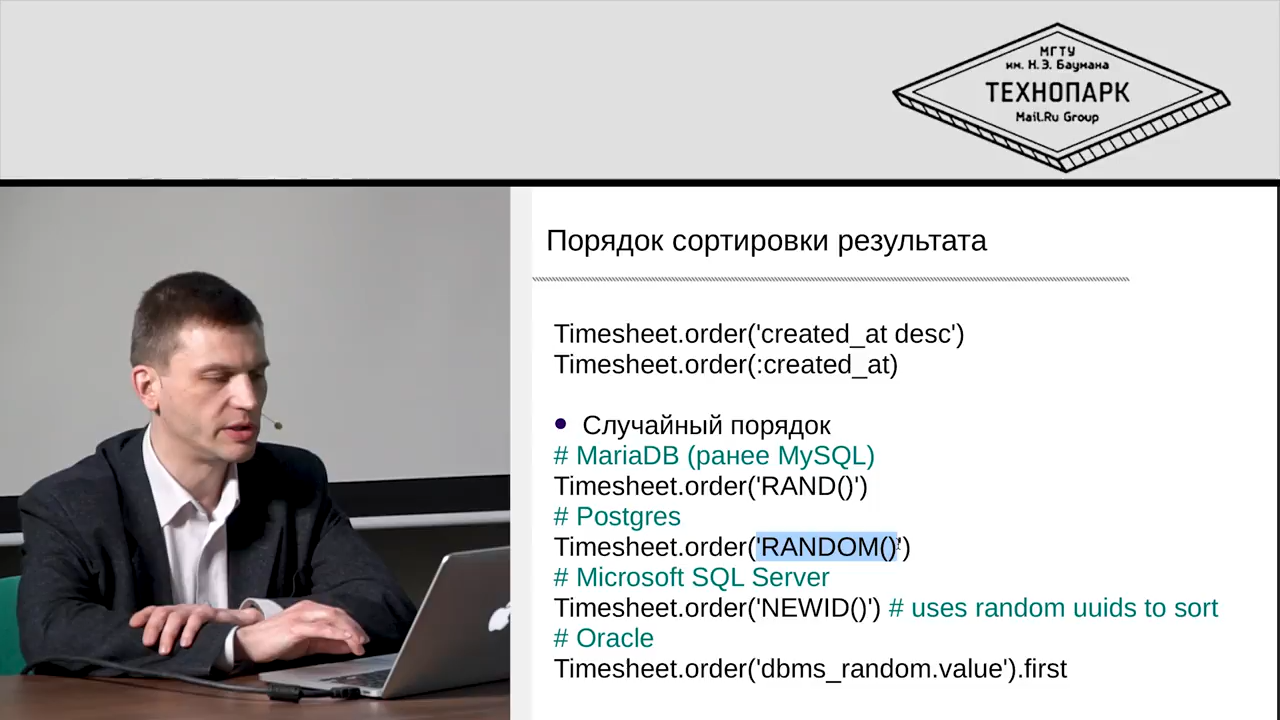 МГТУ
им. Н.Э. Баумана
ТЕХНОПАРК
Mail.Ru Group
Порядок сортировки результата
Timesheet.order('created_at desc')
Timesheet.order(:created_at)
Случайный порядок
# MariaDB (ранее MySQL)
Timesheet.order('RAND()')
# Postgres
Timesheet.order('RANDOM()')
# Microsoft SQL Server
Timesheet.order('NEWID()') # uses random uuids to sort
# Oracle
Timesheet.order('dbms_random.value').first